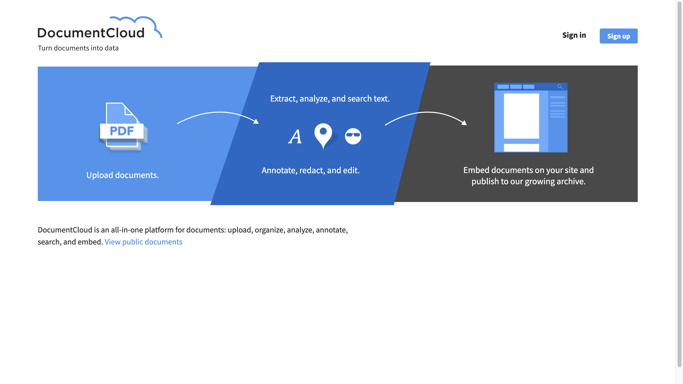 DocumentCloud
Turn documents into data
Sign in
Sign up
PDF
Upload documents.
Extract, analyze, and search text.
A
Annotate, redact, and edit.
Embed documents on your site and
publish to our growing archive.
DocumentCloud is an all-in-one platform for documents: upload, organize, analyze, annotate,
search, and embed. View public documents